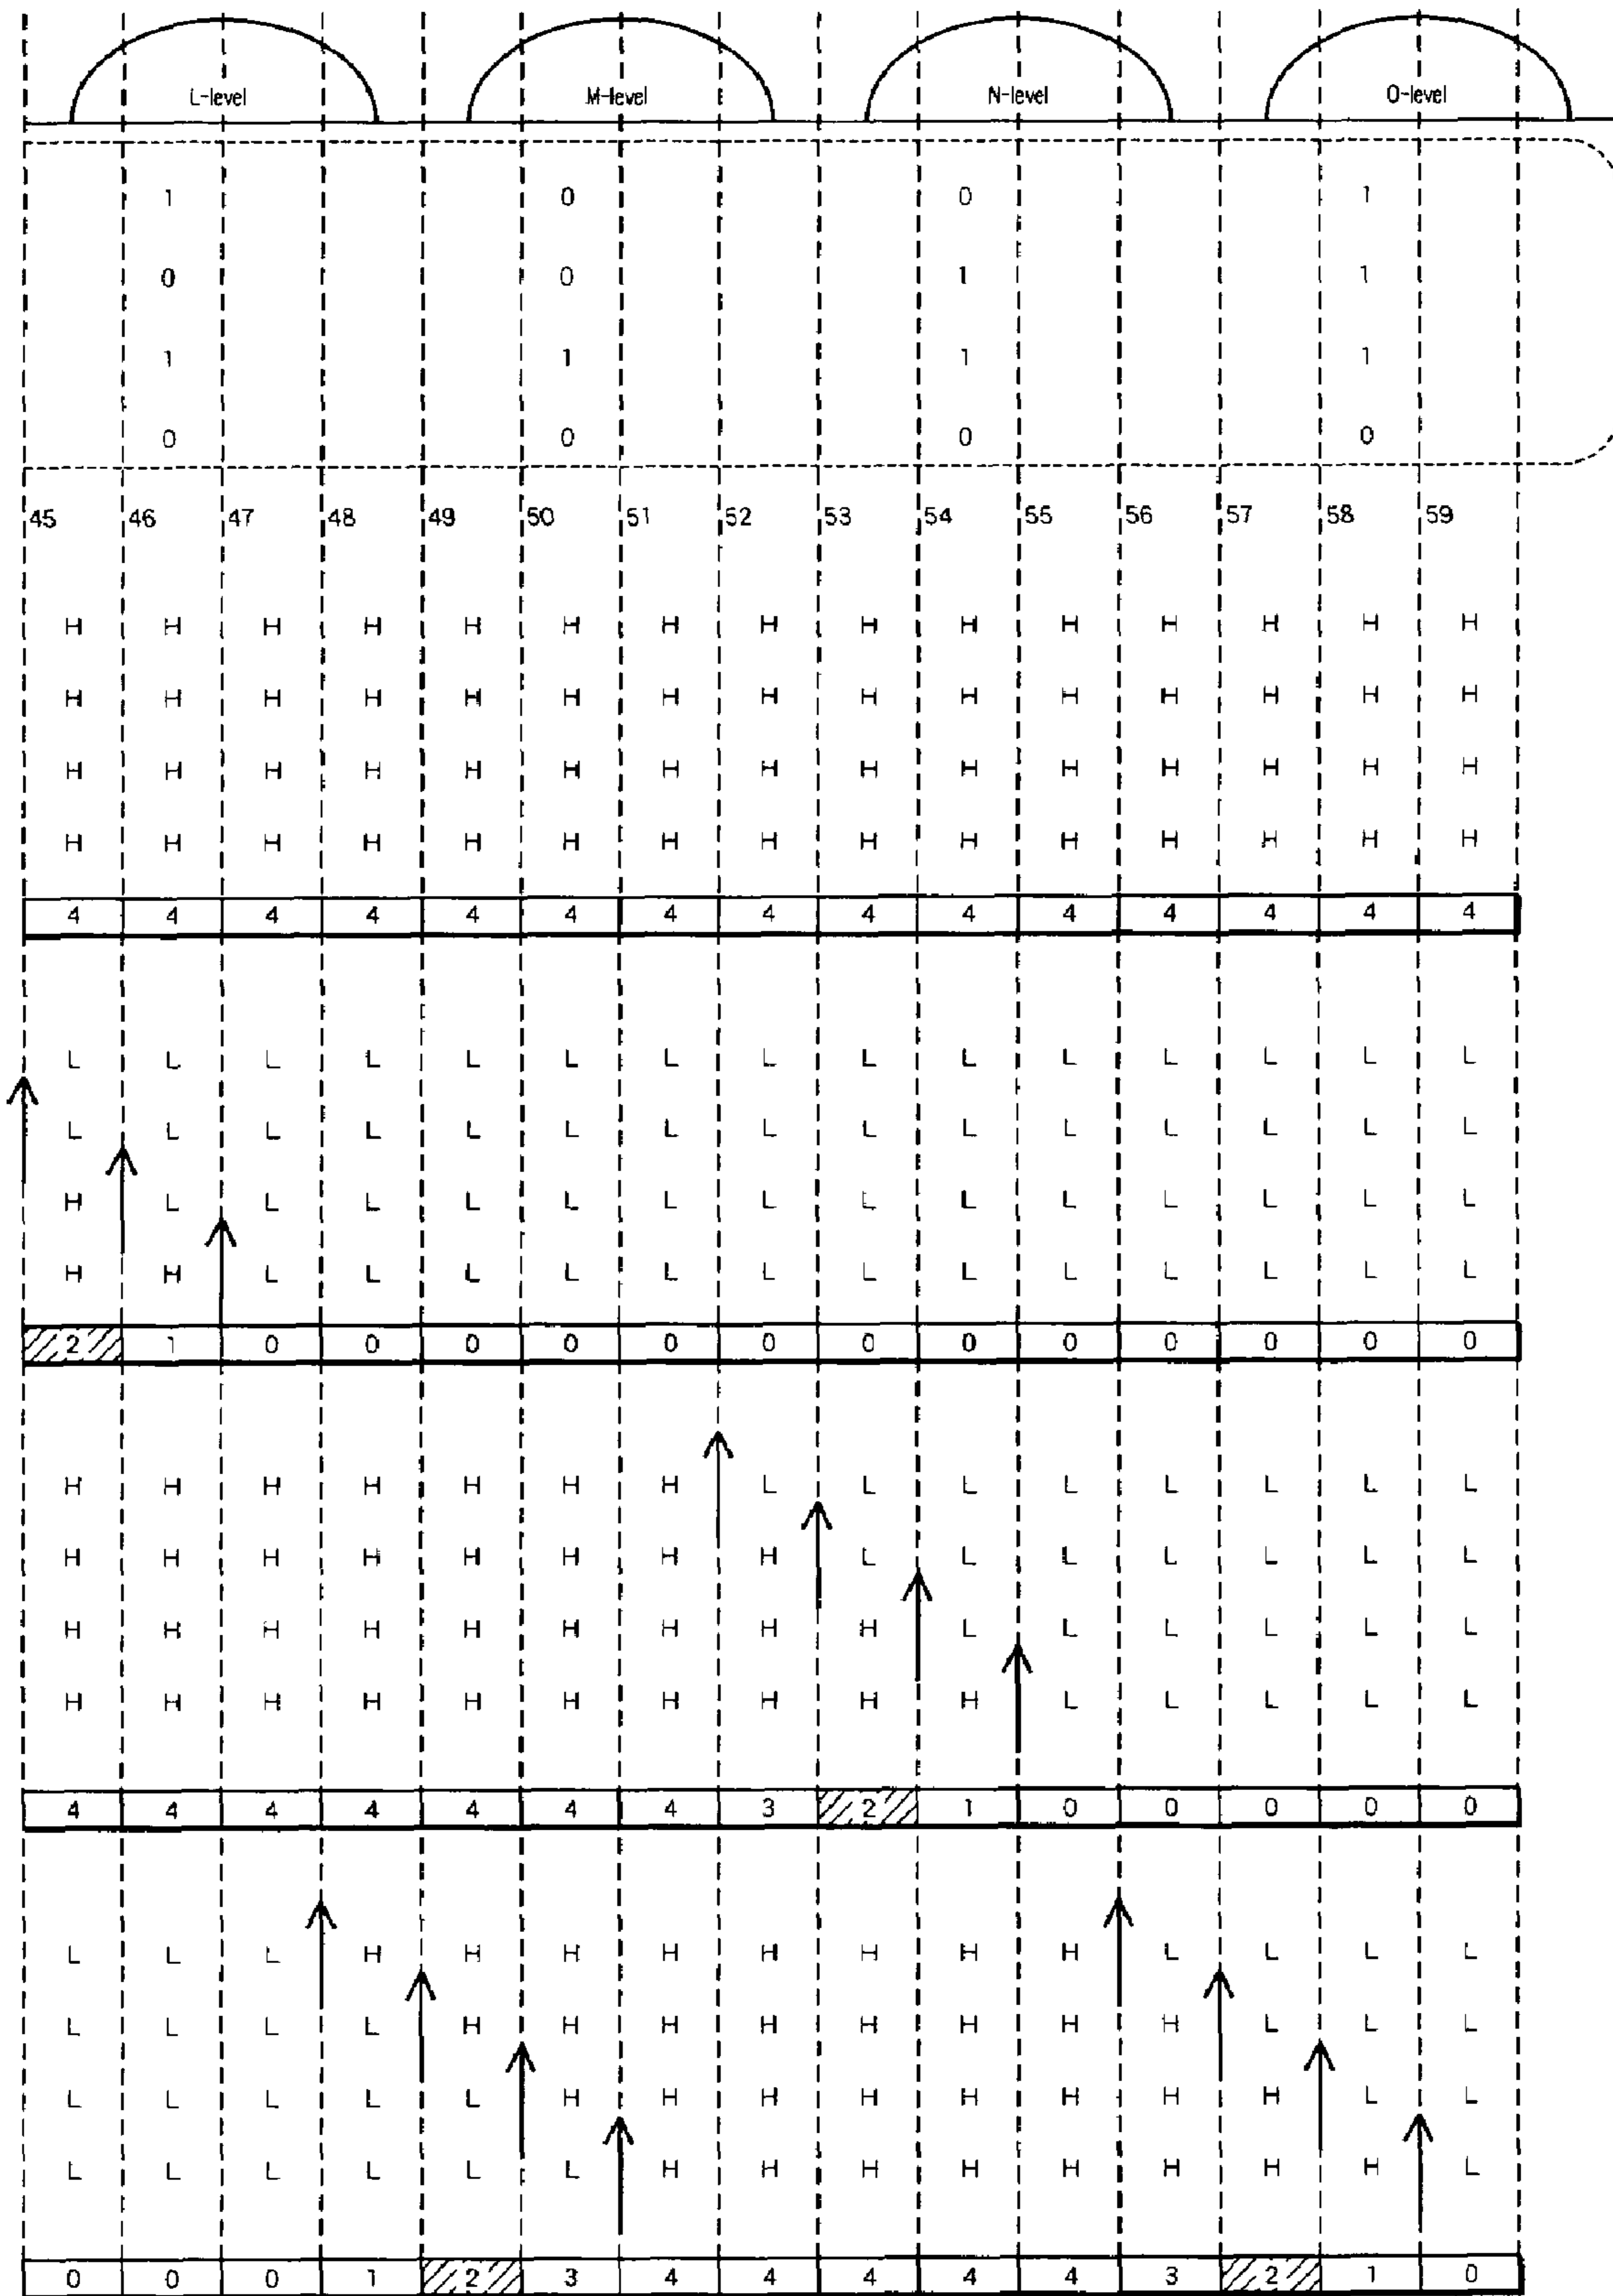 L-level M-level N-level O-level
1 0 0 1
0 0 1 1
1 1 1 1
0 0 0 0
45 46 47 48 49 50 51 52 53 54 55 56 57 58 59
H H H H H H H H H H H H H H H
H H H H H H H H H H H H H H H
H H H H H H H H H H H H H H H
H H H H H H H H H H H H H H H
4 4 4 4 4 4 4 4 4 4 4 4 4 4 4
L L L L L L L L L L L L L L L
L L L L L L L L L L L L L L L
H L L L L L L L L L L L L L L
H H L L L L L L L L L L L L L
2 1 0 0 0 0 0 0 0 0 0 0 0 0 0
H H H H H H H L L L L L L L L
H H H H H H H H L L L L L L L
H H H H H H H H H L L L L L L
H H H H H H H H H H L L L L L
4 4 4 4 4 4 4 3 2 1 0 0 0 0 0
L L L H H H H H H H H L L L L
L L L L H H H H H H H H L L L
L L L L L H H H H H H H H L L
L L L L L L H H H H H H H H L
0 0 0 1 2 3 4 4 4 4 4 3 2 1 0